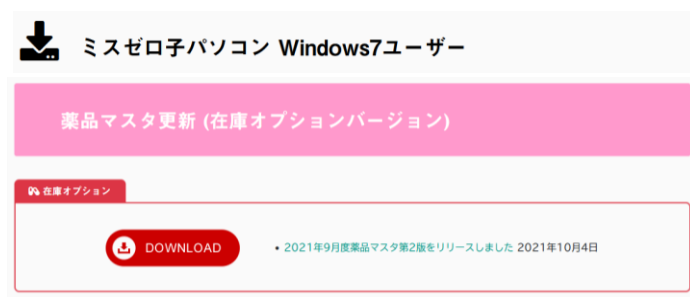 ミスゼロ子パソコン Windows7ユーザー
薬品マスタ更新 (在庫オプションバージョン)
在庫オプション
DOWNLOAD
• 2021年9月度薬品マスタ第2版をリリースしました 2021年10月4日